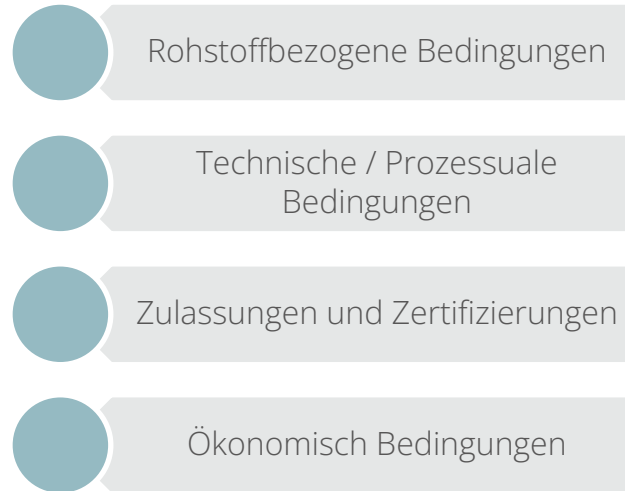 Rohstoffbezogene Bedingungen
Technische / Prozessuale
Bedingungen
Zulassungen und Zertifizierungen
Ökonomisch Bedingungen